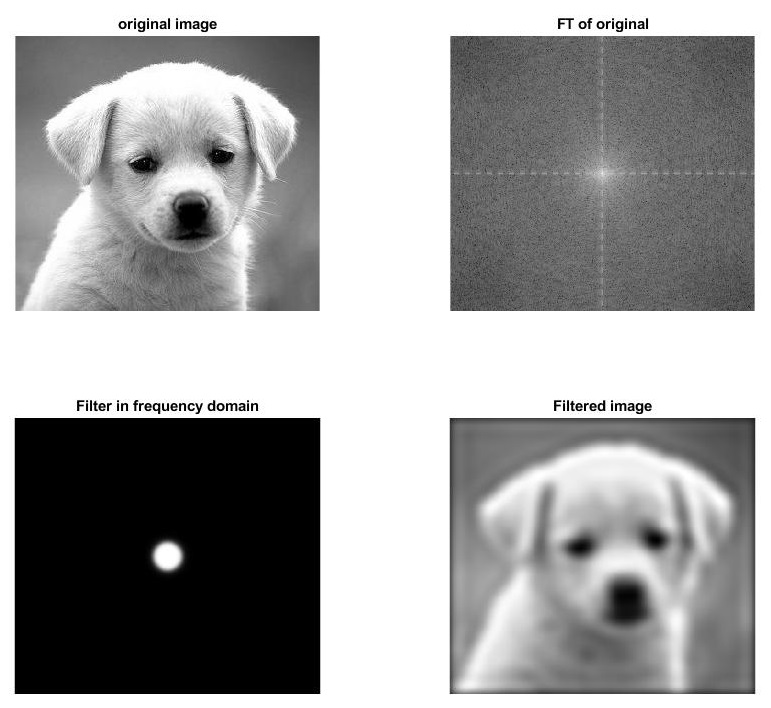 original image
FT of original
Filter in frequency domain
Filtered image